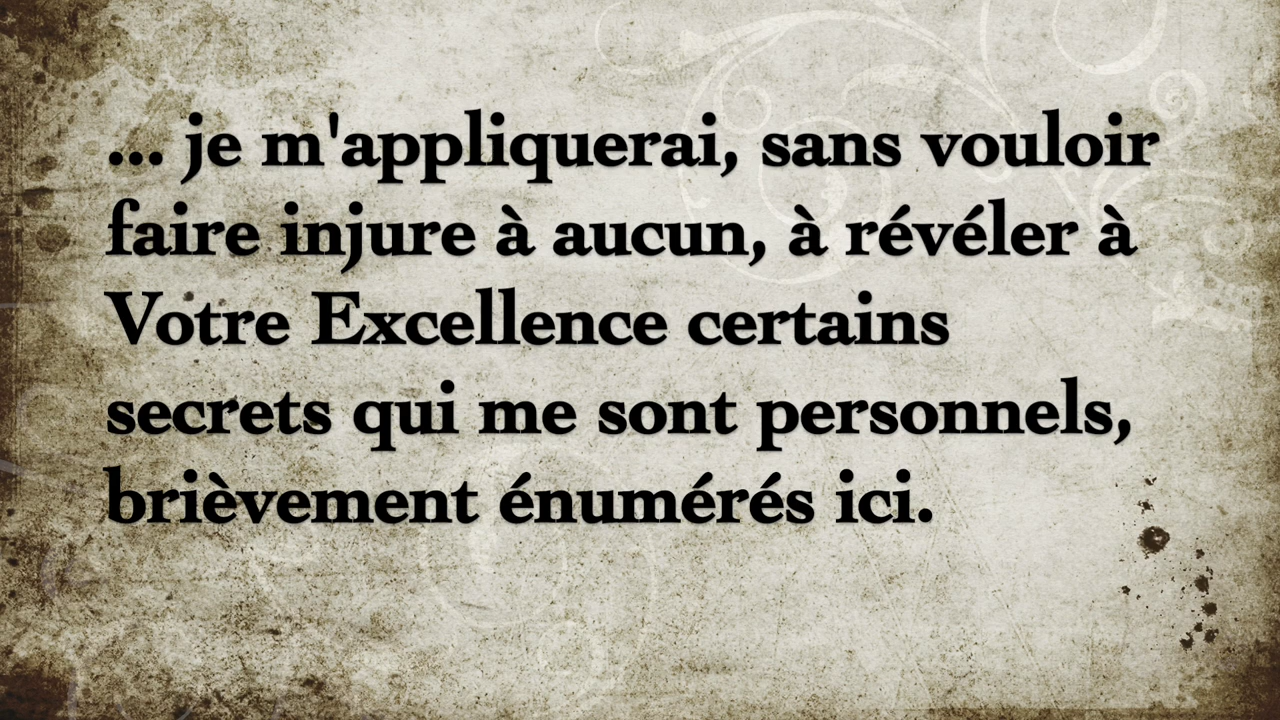 ... je m'appliquerai, sans vouloir
faire injure à aucun, à révéler à
Votre Excellence certains
secrets qui me sont personnels,
brièvement énumérés ici.